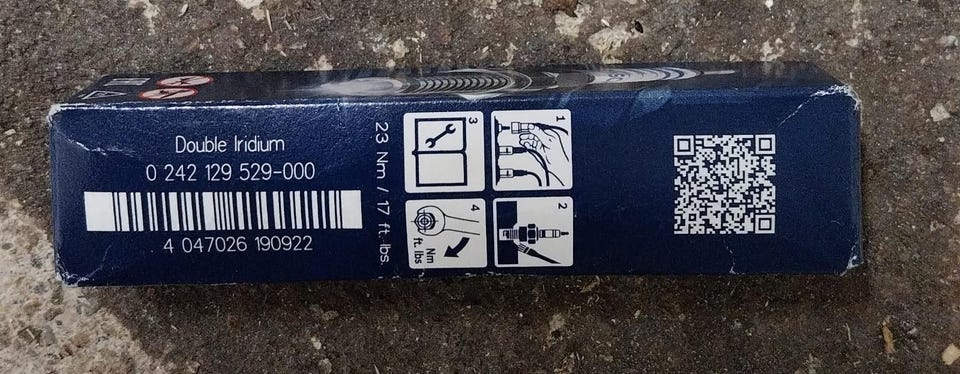 Double Iridium
0 242 129 529-000
4 047026 190922
23 Nm / 17 ft. lbs.
3
1
4
Nm
ft. lbs
2